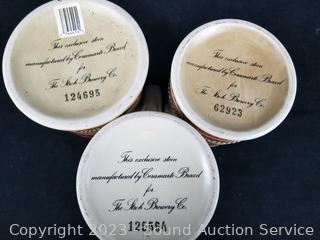 This exclusive stein
manufactured by Ceramarte Brazil
for
The Stroh Brewery Co.
124695
This exclusive stein
manufactured by Ceramarte Brazil
for
The Stroh Brewery Co.
62923
This exclusive stein
manufactured by Ceramarte Brazil
for
The Stroh Brewery Co.
125564
Copyright 2023 Sound Auction Service